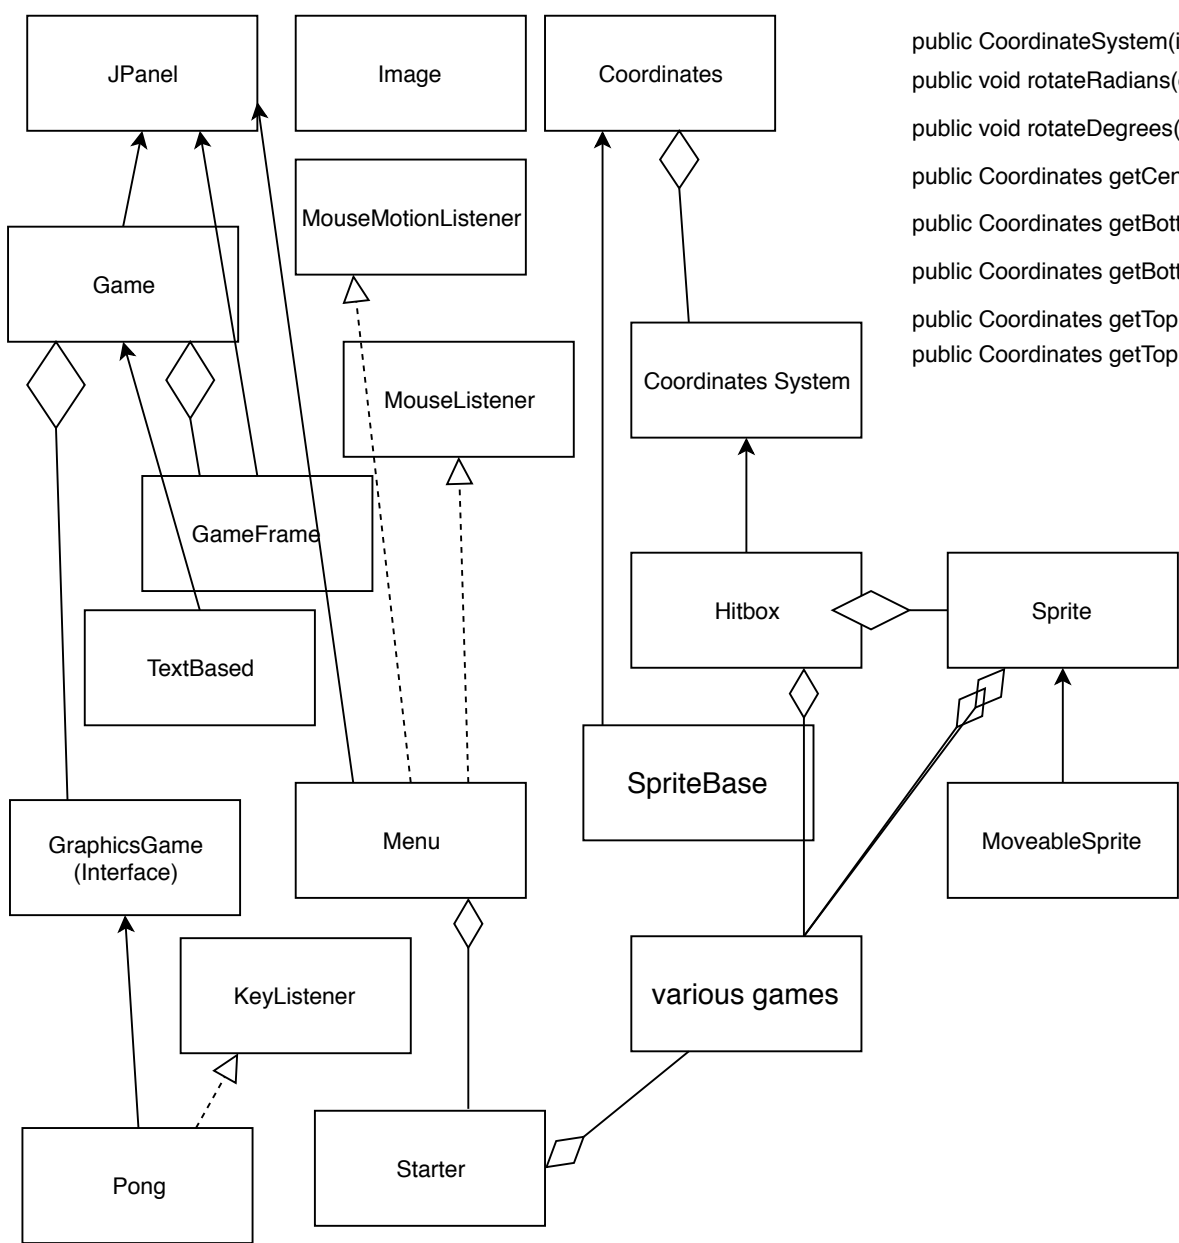 JPanel
Image
Coordinates
public CoordinateSystem(i
public void rotateRadians(
public void rotateDegrees(
public Coordinates getCen
public Coordinates getBott
public Coordinates getBott
public Coordinates getTop
public Coordinates getTop
MouseMotionListener
Game
MouseListener
Coordinates System
GameFrame
TextBased
Hitbox
Sprite
SpriteBase
GraphicsGame
(Interface)
Menu
MoveableSprite
KeyListener
various games
Pong
Starter